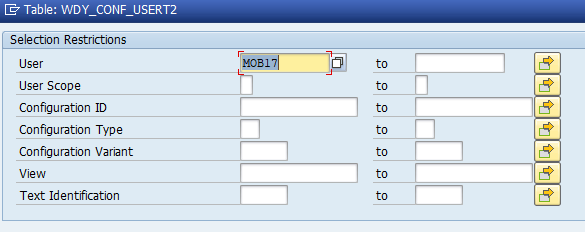 Table: WDY_CONF_USERT2
Selection Restrictions
User MOB17 to
User Scope to
Configuration ID to
Configuration Type to
Configuration Variant to
View to
Text Identification to